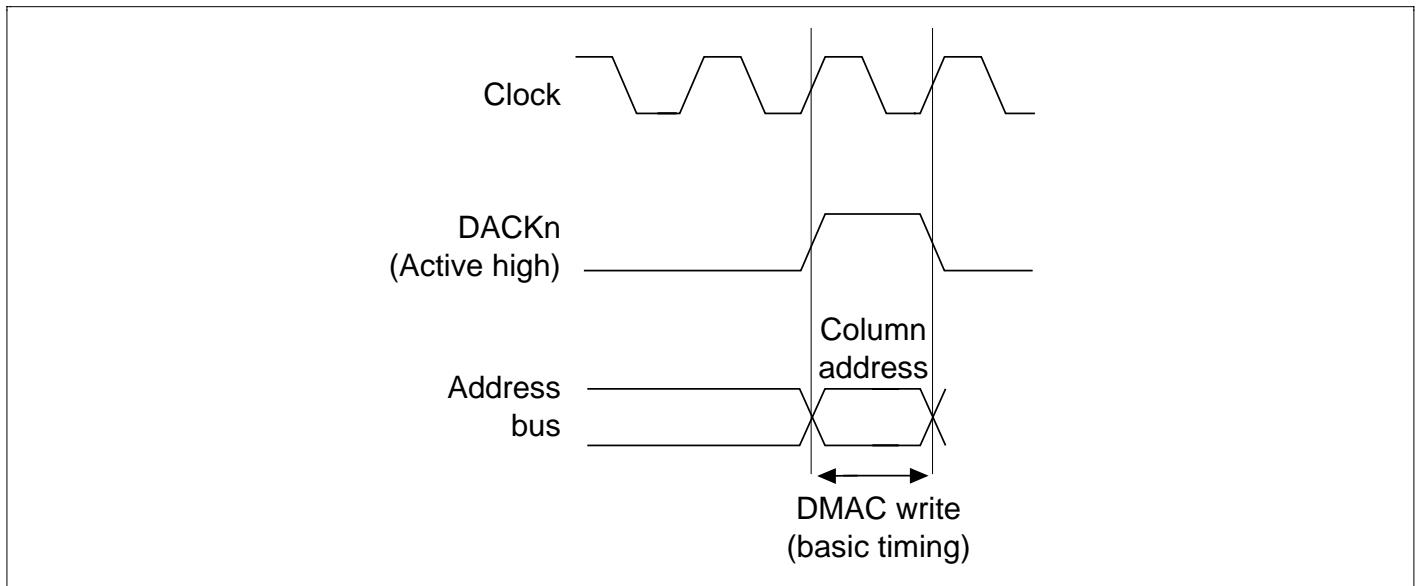 Clock
DACKn
(Active high)
Column
address
Address
bus
DMAC write
(basic timing)